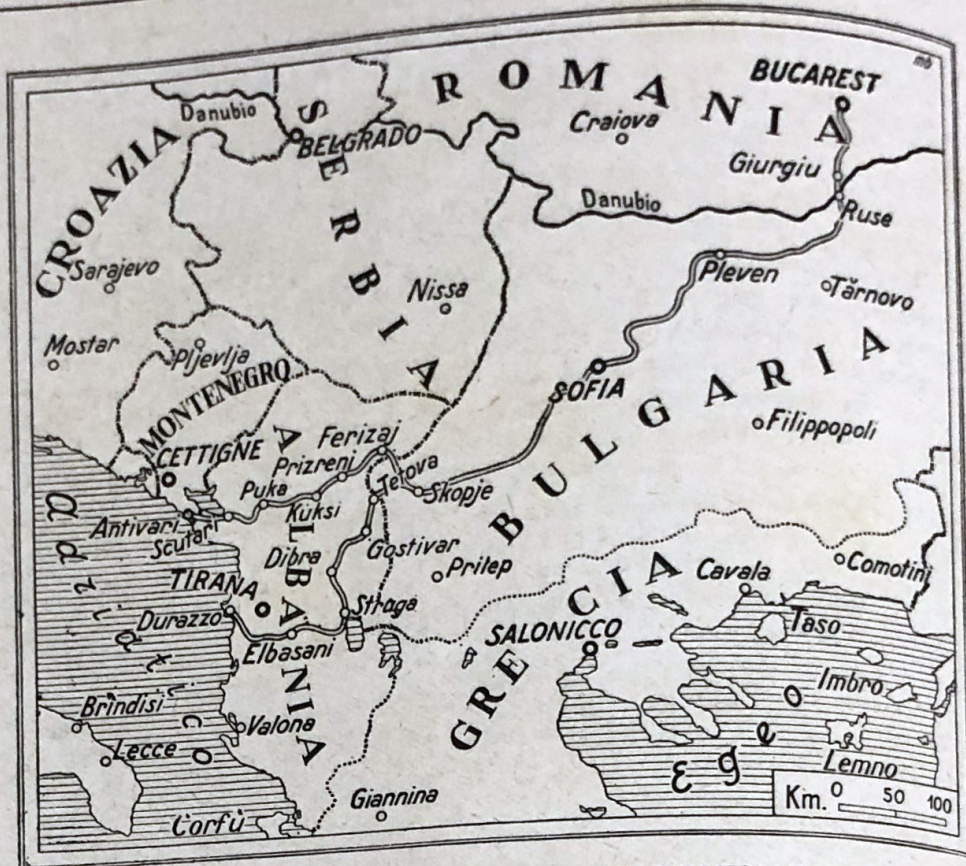 mb
ROMANIA
BUCAREST
Danubio
SERBIA
BELGRADO
Craiova
CROAZIA
Giurgiu
Danubio
Ruse
Sarajevo
Pleven
Tărnovo
Nissa
Mostar
Pljevlja
MONTENEGRO
SOFIA
BULGARIA
Filippopoli
CETTIGNE
ALBANIA
Ferizaj
Prizreni
Tetova
Puka
Kuksi
Skopje
Antivari
Scutari
Adriatico
Dibra
Gostivar
Prilep
TIRANA
Struga
Durazzo
Elbasani
GRECIA
Cavala
Comotini
SALONICCO
Taso
Brindisi
Valona
Imbro
Lecce
Egeo
Lemno
Giannina
Corfù
Km. 0 50 100